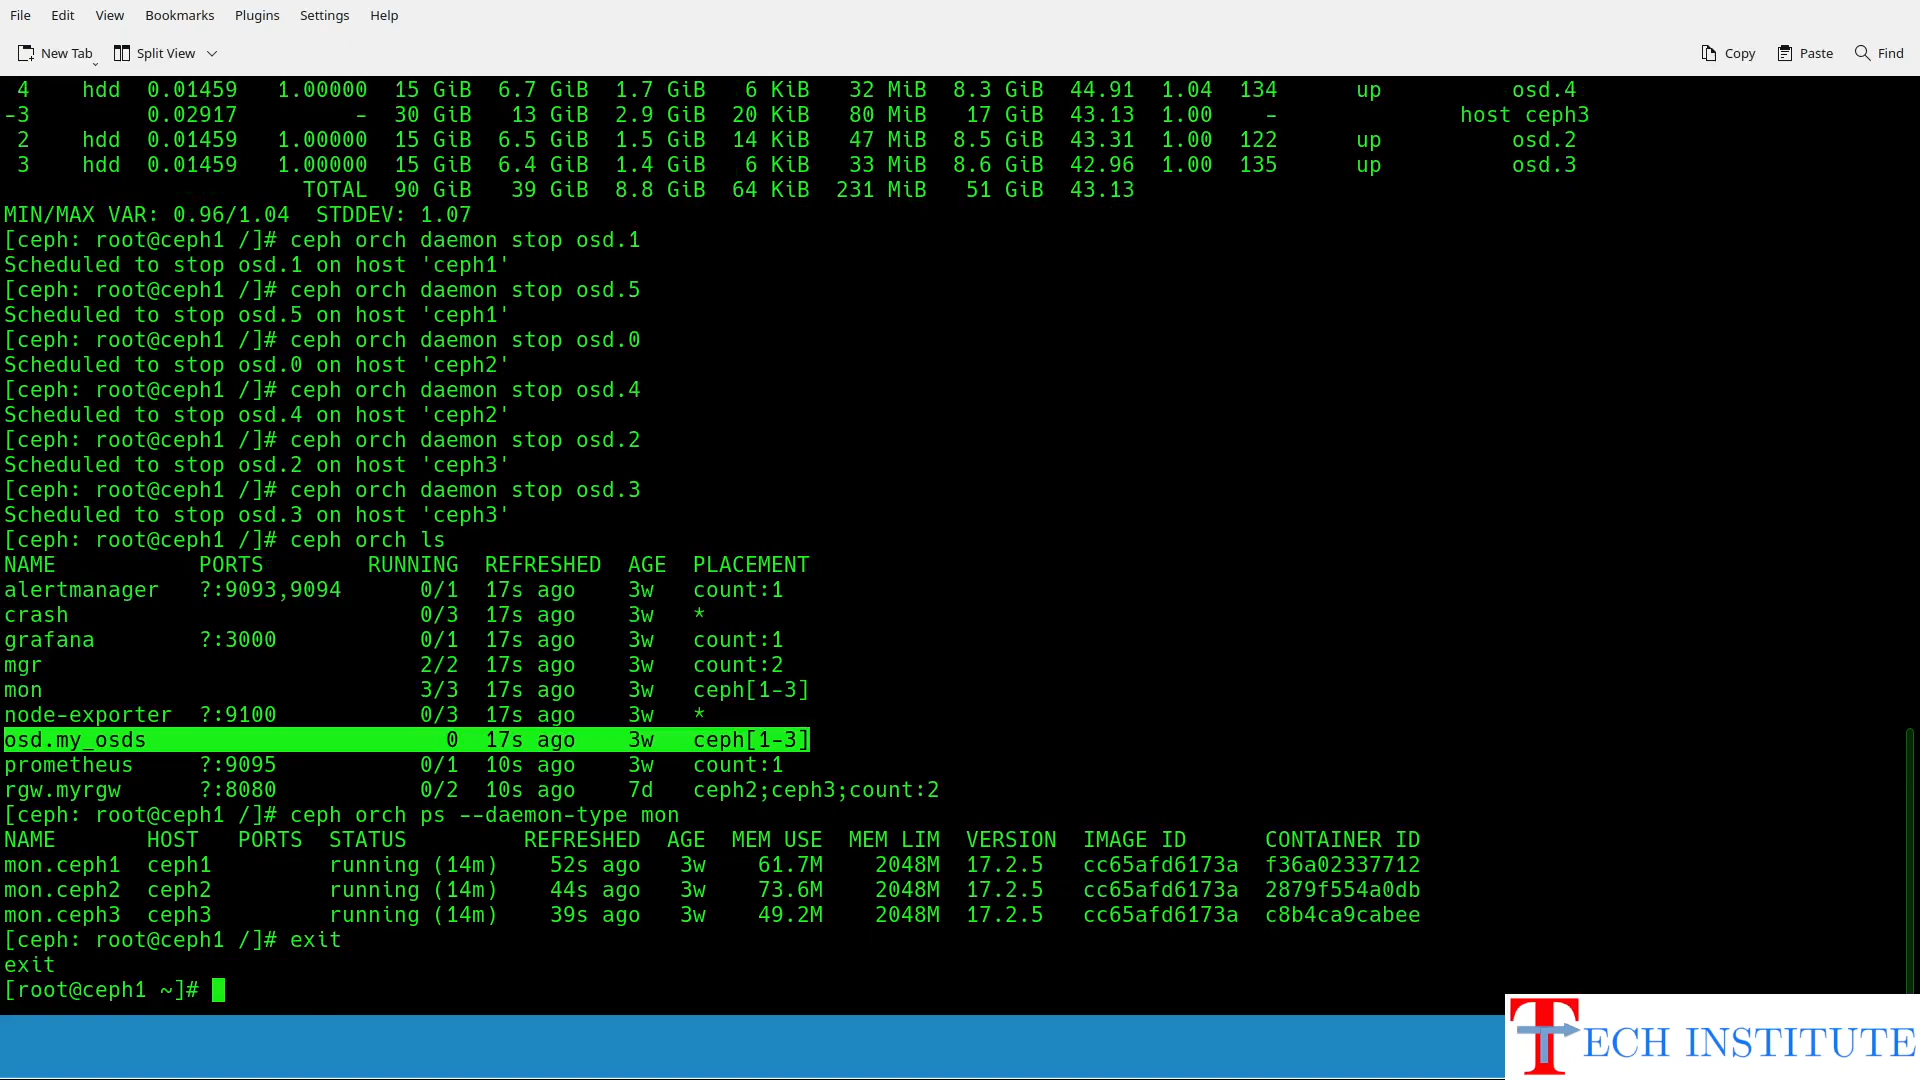 File Edit View Bookmarks Plugins Settings Help
New Tab Split View Copy Paste Find
4 hdd 0.01459 1.00000 15 GiB 6.7 GiB 1.7 GiB 6 KiB 32 MiB 8.3 GiB 44.91 1.04 134 up osd.4
-3 0.02917 - 30 GiB 13 GiB 2.9 GiB 20 KiB 80 MiB 17 GiB 43.13 1.00 - host ceph3
2 hdd 0.01459 1.00000 15 GiB 6.5 GiB 1.5 GiB 14 KiB 47 MiB 8.5 GiB 43.31 1.00 122 up osd.2
3 hdd 0.01459 1.00000 15 GiB 6.4 GiB 1.4 GiB 6 KiB 33 MiB 8.6 GiB 42.96 1.00 135 up osd.3
TOTAL 90 GiB 39 GiB 8.8 GiB 64 KiB 231 MiB 51 GiB 43.13
MIN/MAX VAR: 0.96/1.04 STDDEV: 1.07
[ceph: root@ceph1 /]# ceph orch daemon stop osd.1
Scheduled to stop osd.1 on host 'ceph1'
[ceph: root@ceph1 /]# ceph orch daemon stop osd.5
Scheduled to stop osd.5 on host 'ceph1'
[ceph: root@ceph1 /]# ceph orch daemon stop osd.0
Scheduled to stop osd.0 on host 'ceph2'
[ceph: root@ceph1 /]# ceph orch daemon stop osd.4
Scheduled to stop osd.4 on host 'ceph2'
[ceph: root@ceph1 /]# ceph orch daemon stop osd.2
Scheduled to stop osd.2 on host 'ceph3'
[ceph: root@ceph1 /]# ceph orch daemon stop osd.3
Scheduled to stop osd.3 on host 'ceph3'
[ceph: root@ceph1 /]# ceph orch ls
NAME PORTS RUNNING REFRESHED AGE PLACEMENT
alertmanager ?:9093,9094 0/1 17s ago 3w count:1
crash 0/3 17s ago 3w *
grafana ?:3000 0/1 17s ago 3w count:1
mgr 2/2 17s ago 3w count:2
mon 3/3 17s ago 3w ceph[1-3]
node-exporter ?:9100 0/3 17s ago 3w *
osd.my_osds 0 17s ago 3w ceph[1-3]
prometheus ?:9095 0/1 10s ago 3w count:1
rgw.myrgw ?:8080 0/2 10s ago 7d ceph2;ceph3;count:2
[ceph: root@ceph1 /]# ceph orch ps --daemon-type mon
NAME HOST PORTS STATUS REFRESHED AGE MEM USE MEM LIM VERSION IMAGE ID CONTAINER ID
mon.ceph1 ceph1 running (14m) 52s ago 3w 61.7M 2048M 17.2.5 cc65afd6173a f36a02337712
mon.ceph2 ceph2 running (14m) 44s ago 3w 73.6M 2048M 17.2.5 cc65afd6173a 2879f554a0db
mon.ceph3 ceph3 running (14m) 39s ago 3w 49.2M 2048M 17.2.5 cc65afd6173a c8b4ca9cabee
[ceph: root@ceph1 /]# exit
exit
[root@ceph1 ~]#
TECH INSTITUTE